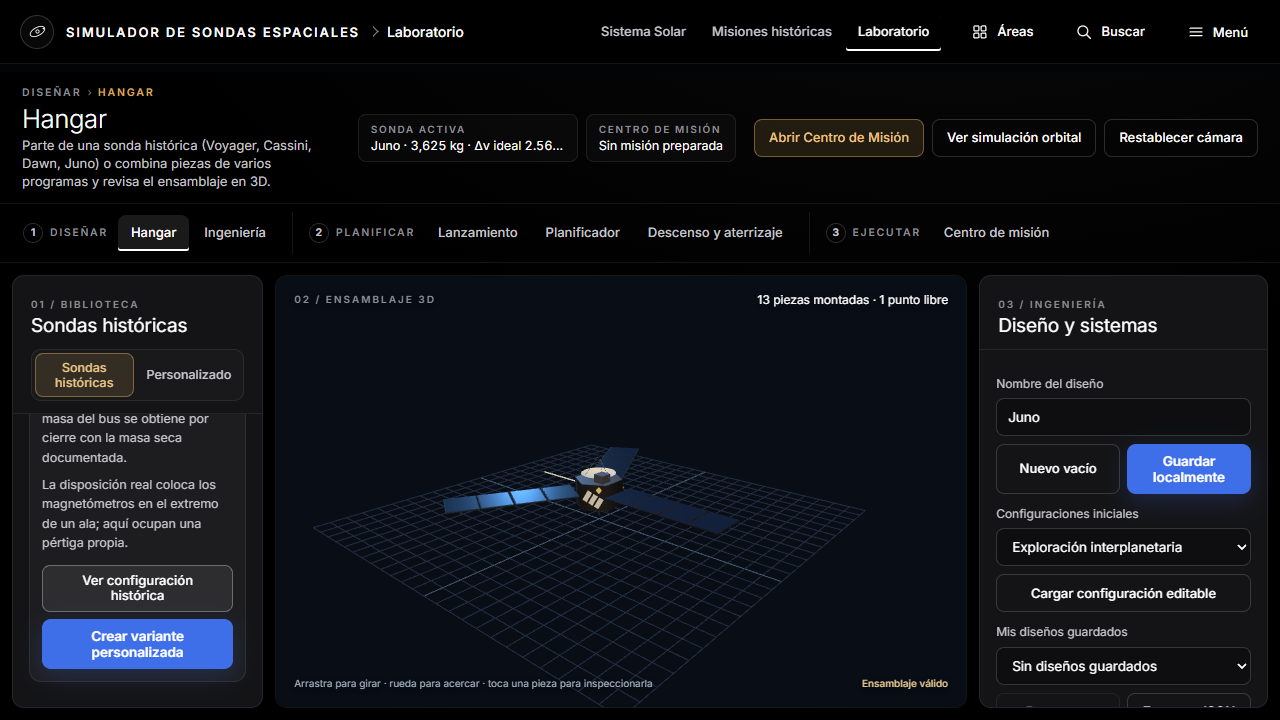 SIMULADOR DE SONDAS ESPACIALES > Laboratorio
Sistema Solar
Misiones históricas
Laboratorio
Áreas
Buscar
Menú
DISEÑAR › HANGAR
Hangar
Parte de una sonda histórica (Voyager, Cassini,
Dawn, Juno) o combina piezas de varios
programas y revisa el ensamblaje en 3D.
SONDA ACTIVA
Juno · 3,625 kg · Δv ideal 2.56...
CENTRO DE MISIÓN
Sin misión preparada
Abrir Centro de Misión
Ver simulación orbital
Restablecer cámara
1 DISEÑAR
Hangar
Ingeniería
2 PLANIFICAR
Lanzamiento
Planificador
Descenso y aterrizaje
3 EJECUTAR
Centro de misión
01 / BIBLIOTECA
Sondas históricas
Sondas
históricas
Personalizado
masa del bus se obtiene por
cierre con la masa seca
documentada.
La disposición real coloca los
magnetómetros en el extremo
de un ala; aquí ocupan una
pértiga propia.
Ver configuración
histórica
Crear variante
personalizada
02 / ENSAMBLAJE 3D
13 piezas montadas · 1 punto libre
Arrastra para girar · rueda para acercar · toca una pieza para inspeccionarla
Ensamblaje válido
03 / INGENIERÍA
Diseño y sistemas
Nombre del diseño
Juno
Nuevo vacío
Guardar
localmente
Configuraciones iniciales
Exploración interplanetaria
Cargar configuración editable
Mis diseños guardados
Sin diseños guardados